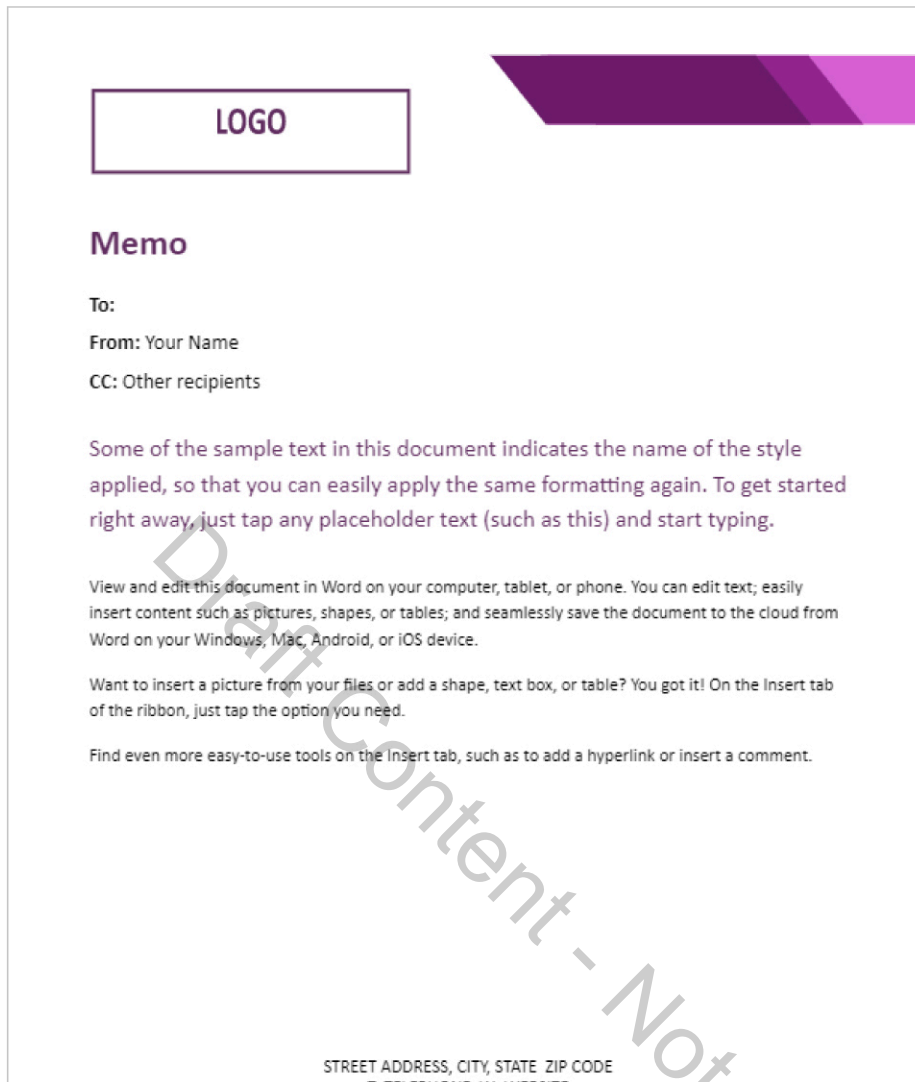 LOGO
Memo
To:
From: Your Name
CC: Other recipients
Some of the sample text in this document indicates the name of the style
applied, so that you can easily apply the same formatting again. To get started
right away, just tap any placeholder text (such as this) and start typing.
View and edit this document in Word on your computer, tablet, or phone. You can edit text; easily
insert content such as pictures, shapes, or tables; and seamlessly save the document to the cloud from
Word on your Windows, Mac, Android, or iOS device.
Want to insert a picture from your files or add a shape, text box, or table? You got it! On the Insert tab
of the ribbon, just tap the option you need.
Find even more easy-to-use tools on the Insert tab, such as to add a hyperlink or insert a comment.
Draft Content - Not
STREET ADDRESS, CITY, STATE ZIP CODE